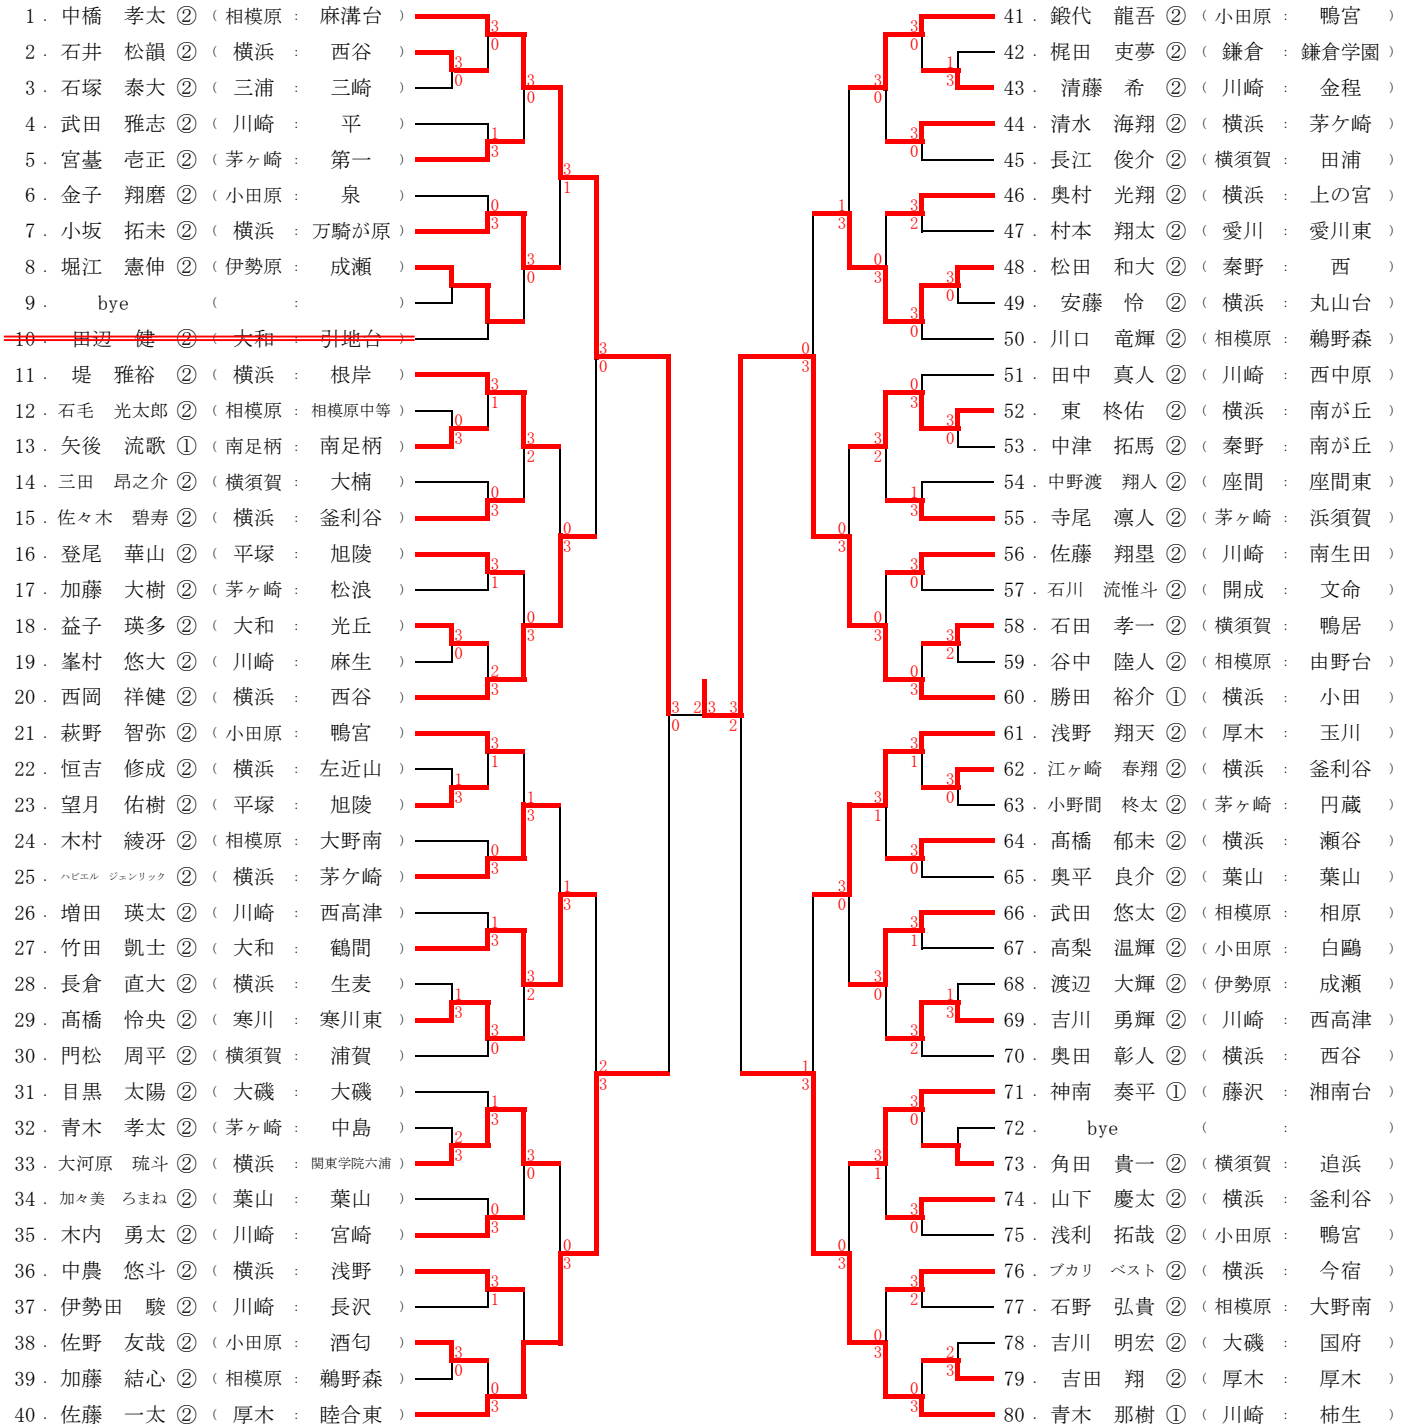 1. 中橋 孝太 ② （ 相模原 ： 麻溝台 ）
2. 石井 松韻 ② （ 横浜 ： 西谷 ）
3. 石塚 泰大 ② （ 三浦 ： 三崎 ）
4. 武田 雅志 ② （ 川崎 ： 平 ）
5. 宮基 壱正 ② （ 茅ヶ崎 ： 第一 ）
6. 金子 翔磨 ② （ 小田原 ： 泉 ）
7. 小坂 拓未 ② （ 横浜 ： 万騎が原 ）
8. 堀江 憲伸 ② （ 伊勢原 ： 成瀬 ）
9. bye （ ： ）
10. 田辺 健 ② （ 大和 ： 引地台 ）
11. 堤 雅裕 ② （ 横浜 ： 根岸 ）
12. 石毛 光太郎 ② （ 相模原 ： 相模原中等 ）
13. 矢後 流歌 ① （ 南足柄 ： 南足柄 ）
14. 三田 昂之介 ② （ 横須賀 ： 大楠 ）
15. 佐々木 碧寿 ② （ 横浜 ： 釜利谷 ）
16. 登尾 華山 ② （ 平塚 ： 旭陵 ）
17. 加藤 大樹 ② （ 茅ヶ崎 ： 松浪 ）
18. 益子 瑛多 ② （ 大和 ： 光丘 ）
19. 峯村 悠大 ② （ 川崎 ： 麻生 ）
20. 西岡 祥健 ② （ 横浜 ： 西谷 ）
21. 萩野 智弥 ② （ 小田原 ： 鴨宮 ）
22. 恒吉 修成 ② （ 横浜 ： 左近山 ）
23. 望月 佑樹 ② （ 平塚 ： 旭陵 ）
24. 木村 綾冴 ② （ 相模原 ： 大野南 ）
25. ハビエル ジェンリック ② （ 横浜 ： 茅ケ崎 ）
26. 増田 瑛太 ② （ 川崎 ： 西高津 ）
27. 竹田 凱士 ② （ 大和 ： 鶴間 ）
28. 長倉 直大 ② （ 横浜 ： 生麦 ）
29. 髙橋 怜央 ② （ 寒川 ： 寒川東 ）
30. 門松 周平 ② （ 横須賀 ： 浦賀 ）
31. 目黒 太陽 ② （ 大磯 ： 大磯 ）
32. 青木 孝太 ② （ 茅ヶ崎 ： 中島 ）
33. 大河原 琉斗 ② （ 横浜 ： 関東学院六浦 ）
34. 加々美 ろまね ② （ 葉山 ： 葉山 ）
35. 木内 勇太 ② （ 川崎 ： 宮崎 ）
36. 中農 悠斗 ② （ 横浜 ： 浅野 ）
37. 伊勢田 駿 ② （ 川崎 ： 長沢 ）
38. 佐野 友哉 ② （ 小田原 ： 酒匂 ）
39. 加藤 結心 ② （ 相模原 ： 鵜野森 ）
40. 佐藤 一太 ② （ 厚木 ： 睦合東 ）
41. 鍛代 龍吾 ② （ 小田原 ： 鴨宮 ）
42. 梶田 吏夢 ② （ 鎌倉 ： 鎌倉学園 ）
43. 清藤 希 ② （ 川崎 ： 金程 ）
44. 清水 海翔 ② （ 横浜 ： 茅ケ崎 ）
45. 長江 俊介 ② （ 横須賀 ： 田浦 ）
46. 奥村 光翔 ② （ 横浜 ： 上の宮 ）
47. 村本 翔太 ② （ 愛川 ： 愛川東 ）
48. 松田 和大 ② （ 秦野 ： 西 ）
49. 安藤 怜 ② （ 横浜 ： 丸山台 ）
50. 川口 竜輝 ② （ 相模原 ： 鵜野森 ）
51. 田中 真人 ② （ 川崎 ： 西中原 ）
52. 東 柊佑 ② （ 横浜 ： 南が丘 ）
53. 中津 拓馬 ② （ 秦野 ： 南が丘 ）
54. 中野渡 翔人 ② （ 座間 ： 座間東 ）
55. 寺尾 凛人 ② （ 茅ヶ崎 ： 浜須賀 ）
56. 佐藤 翔塁 ② （ 川崎 ： 南生田 ）
57. 石川 流惟斗 ② （ 開成 ： 文命 ）
58. 石田 孝一 ② （ 横須賀 ： 鴨居 ）
59. 谷中 陸人 ② （ 相模原 ： 由野台 ）
60. 勝田 裕介 ① （ 横浜 ： 小田 ）
61. 浅野 翔天 ② （ 厚木 ： 玉川 ）
62. 江ヶ崎 春翔 ② （ 横浜 ： 釜利谷 ）
63. 小野間 柊太 ② （ 茅ヶ崎 ： 円蔵 ）
64. 髙橋 郁未 ② （ 横浜 ： 瀬谷 ）
65. 奥平 良介 ② （ 葉山 ： 葉山 ）
66. 武田 悠太 ② （ 相模原 ： 相原 ）
67. 高梨 温輝 ② （ 小田原 ： 白鷗 ）
68. 渡辺 大輝 ② （ 伊勢原 ： 成瀬 ）
69. 吉川 勇輝 ② （ 川崎 ： 西高津 ）
70. 奥田 彰人 ② （ 横浜 ： 西谷 ）
71. 神南 奏平 ① （ 藤沢 ： 湘南台 ）
72. bye （ ： ）
73. 角田 貴一 ② （ 横須賀 ： 追浜 ）
74. 山下 慶太 ② （ 横浜 ： 釜利谷 ）
75. 浅利 拓哉 ② （ 小田原 ： 鴨宮 ）
76. ブカリ ベスト ② （ 横浜 ： 今宿 ）
77. 石野 弘貴 ② （ 相模原 ： 大野南 ）
78. 吉川 明宏 ② （ 大磯 ： 国府 ）
79. 吉田 翔 ② （ 厚木 ： 厚木 ）
80. 青木 那樹 ① （ 川崎 ： 柿生 ）